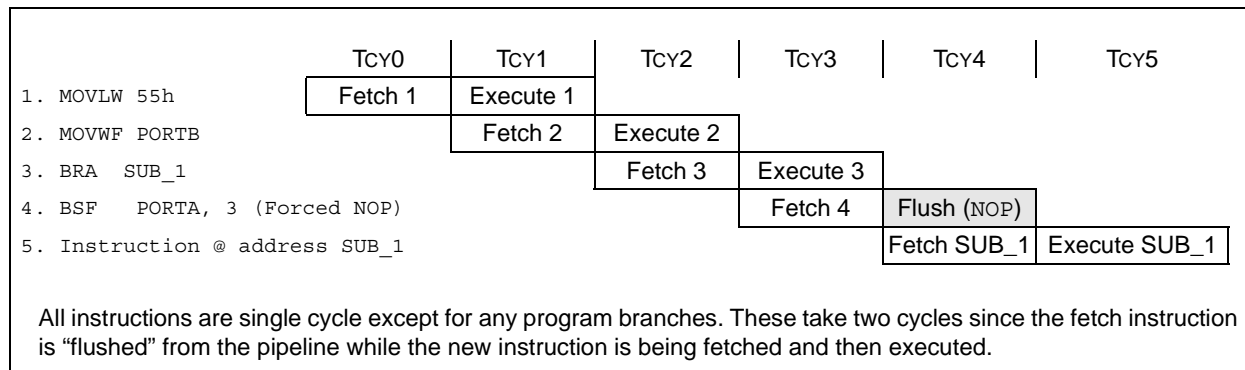 TCY0 TCY1 TCY2 TCY3 TCY4 TCY5
1. MOVLW 55h Fetch 1 Execute 1
2. MOVWF PORTB Fetch 2 Execute 2
3. BRA SUB_1 Fetch 3 Execute 3
4. BSF PORTA, 3 (Forced NOP) Fetch 4 Flush (NOP)
5. Instruction @ address SUB_1 Fetch SUB_1 Execute SUB_1
All instructions are single cycle except for any program branches. These take two cycles since the fetch instruction
is “flushed” from the pipeline while the new instruction is being fetched and then executed.